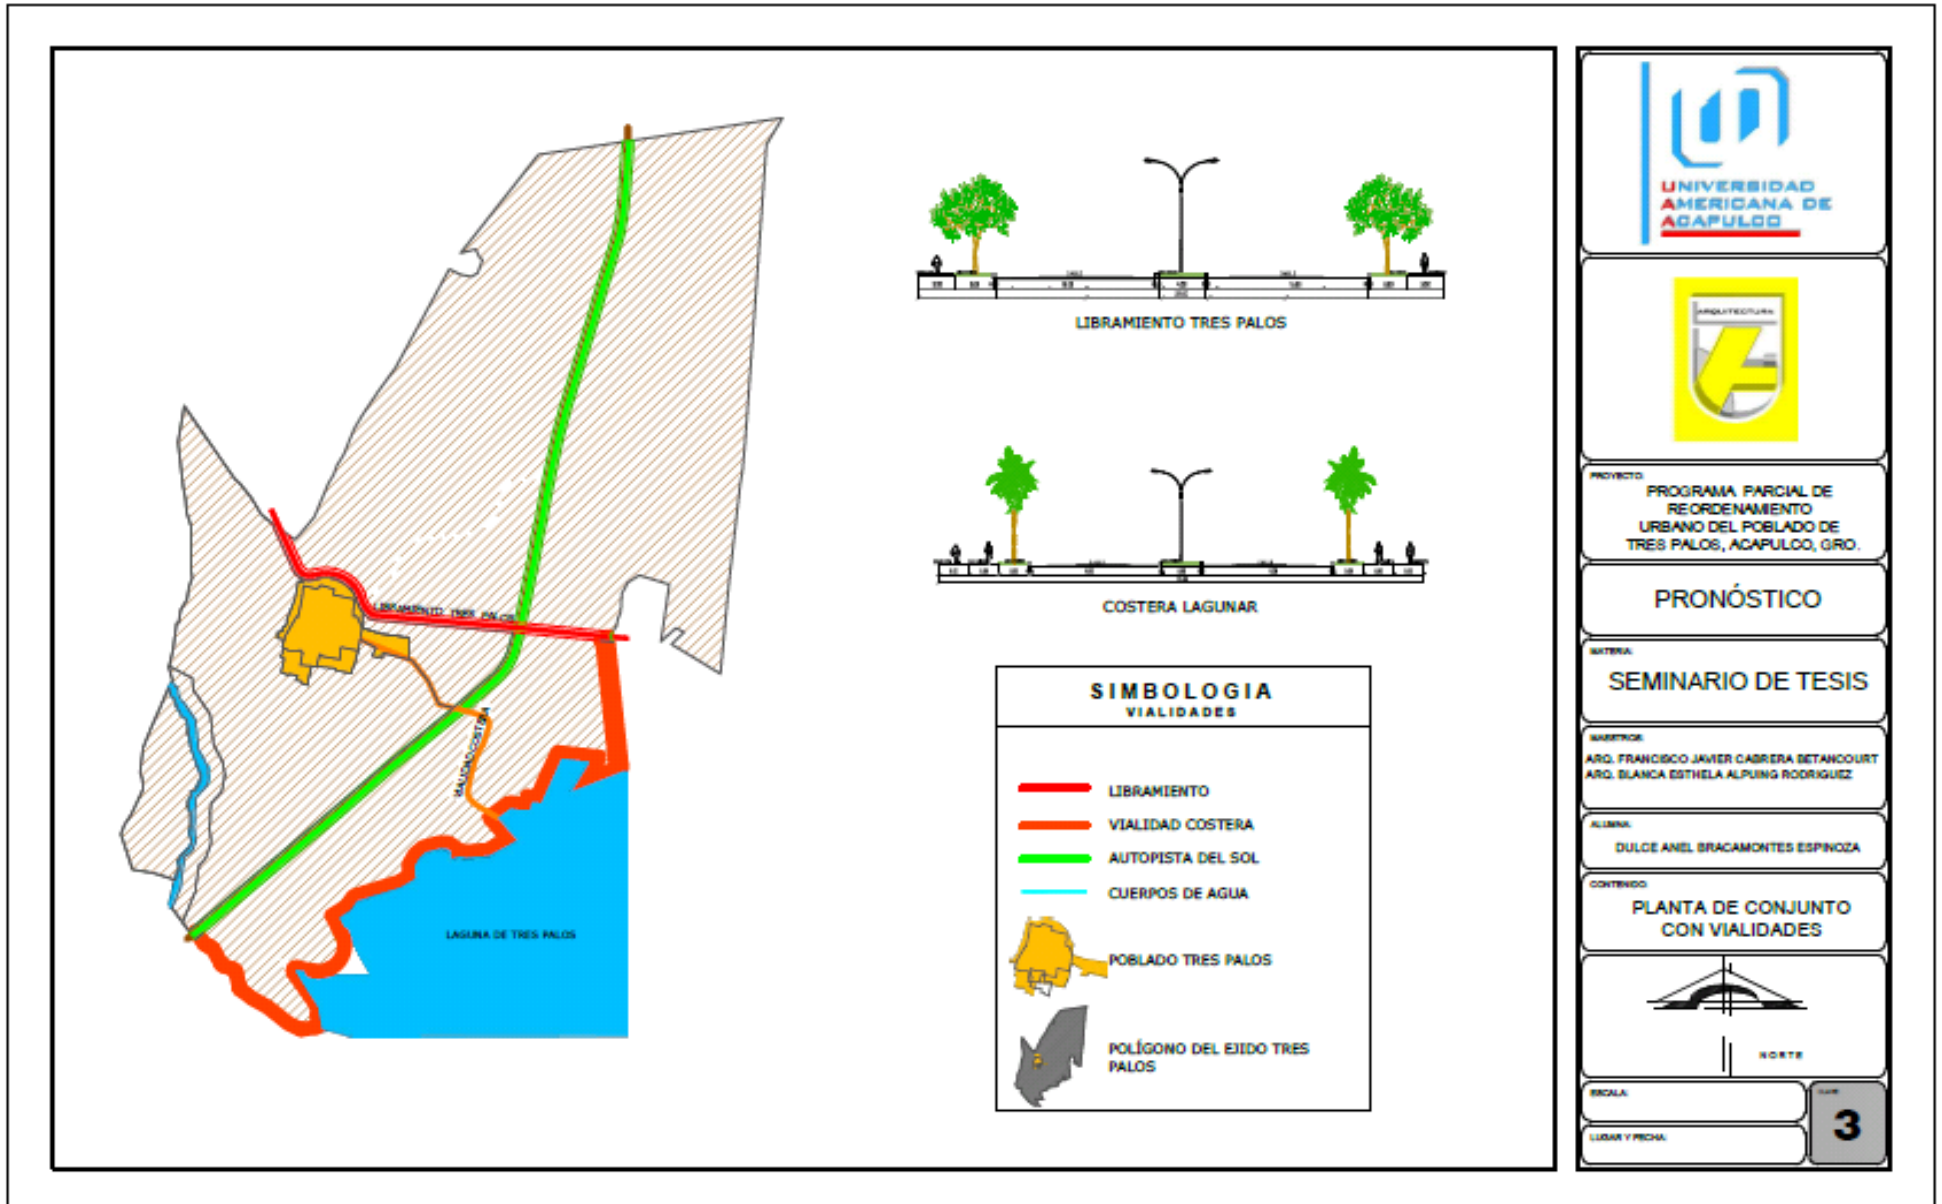 LIBRAMIENTO TRES PALOS
VIALIDAD COSTERA
LAGUNA DE TRES PALOS
LIBRAMIENTO TRES PALOS
COSTERA LAGUNAR
SIMBOLOGIA
VIALIDADES
LIBRAMIENTO
VIALIDAD COSTERA
AUTOPISTA DEL SOL
CUERPOS DE AGUA
POBLADO TRES PALOS
POLÍGONO DEL EJIDO TRES
PALOS
UNIVERSIDAD
AMERICANA DE
ACAPULCO
ARQUITECTURA
PROYECTO:
PROGRAMA PARCIAL DE
REORDENAMIENTO
URBANO DEL POBLADO DE
TRES PALOS, ACAPULCO, GRO.
PRONÓSTICO
MATERIA:
SEMINARIO DE TESIS
MAESTROS:
ARQ. FRANCISCO JAVIER CABRERA BETANCOURT
ARQ. BLANCA ESTHELA ALPUING RODRIGUEZ
ALUMNA:
DULCE ANEL BRACAMONTES ESPINOZA
CONTENIDO:
PLANTA DE CONJUNTO
CON VIALIDADES
NORTE
ESCALA:
LUGAR Y FECHA:
3